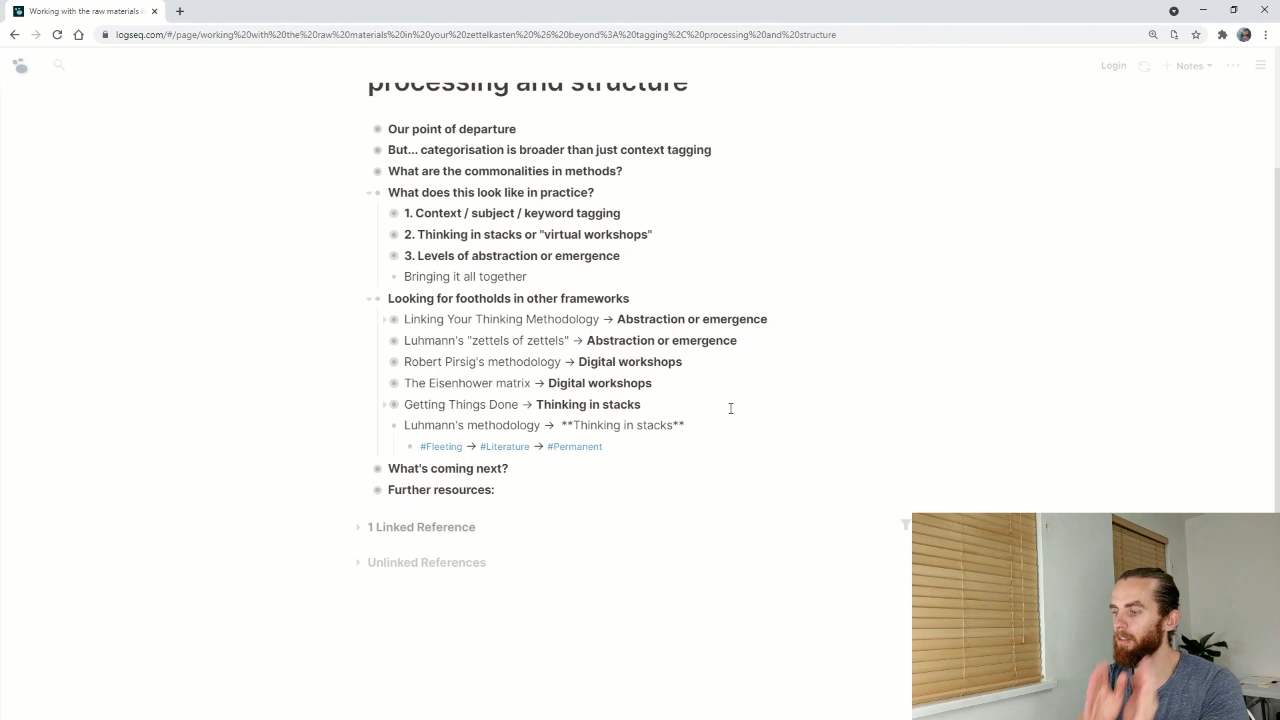 Working with the raw materials i
logseq.com/#/page/working%20with%20the%20raw%20materials%20in%20your%20zettelkasten%20%26%20beyond%3A%20tagging%2C%20processing%20and%20structure
Login
Notes
processing and structure
Our point of departure
But... categorisation is broader than just context tagging
What are the commonalities in methods?
What does this look like in practice?
1. Context / subject / keyword tagging
2. Thinking in stacks or "virtual workshops"
3. Levels of abstraction or emergence
Bringing it all together
Looking for footholds in other frameworks
Linking Your Thinking Methodology → Abstraction or emergence
Luhmann's "zettels of zettels" → Abstraction or emergence
Robert Pirsig's methodology → Digital workshops
The Eisenhower matrix → Digital workshops
Getting Things Done → Thinking in stacks
Luhmann's methodology → **Thinking in stacks**
#Fleeting → #Literature → #Permanent
What's coming next?
Further resources:
1 Linked Reference
Unlinked References